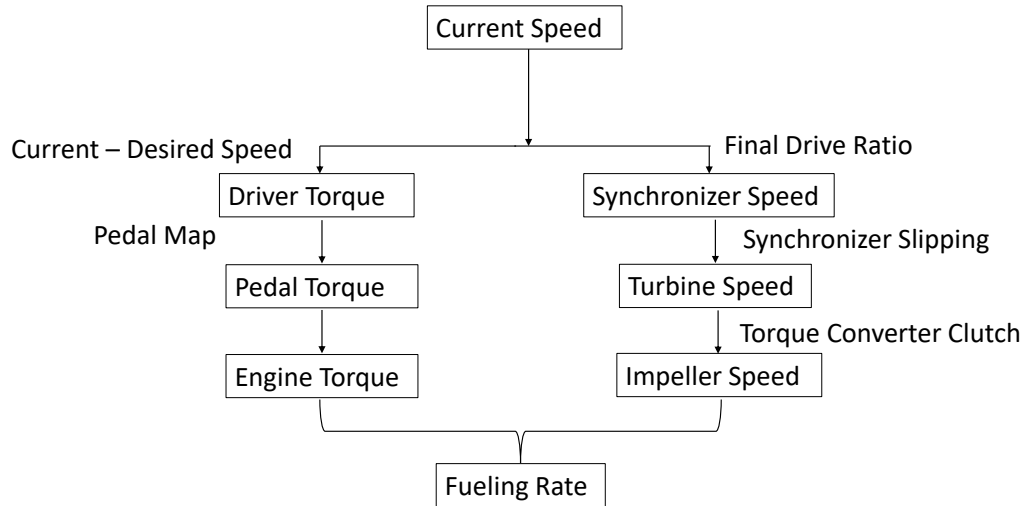 Current Speed
Current – Desired Speed
Final Drive Ratio
Driver Torque
Synchronizer Speed
Pedal Map
Synchronizer Slipping
Pedal Torque
Turbine Speed
Torque Converter Clutch
Engine Torque
Impeller Speed
Fueling Rate